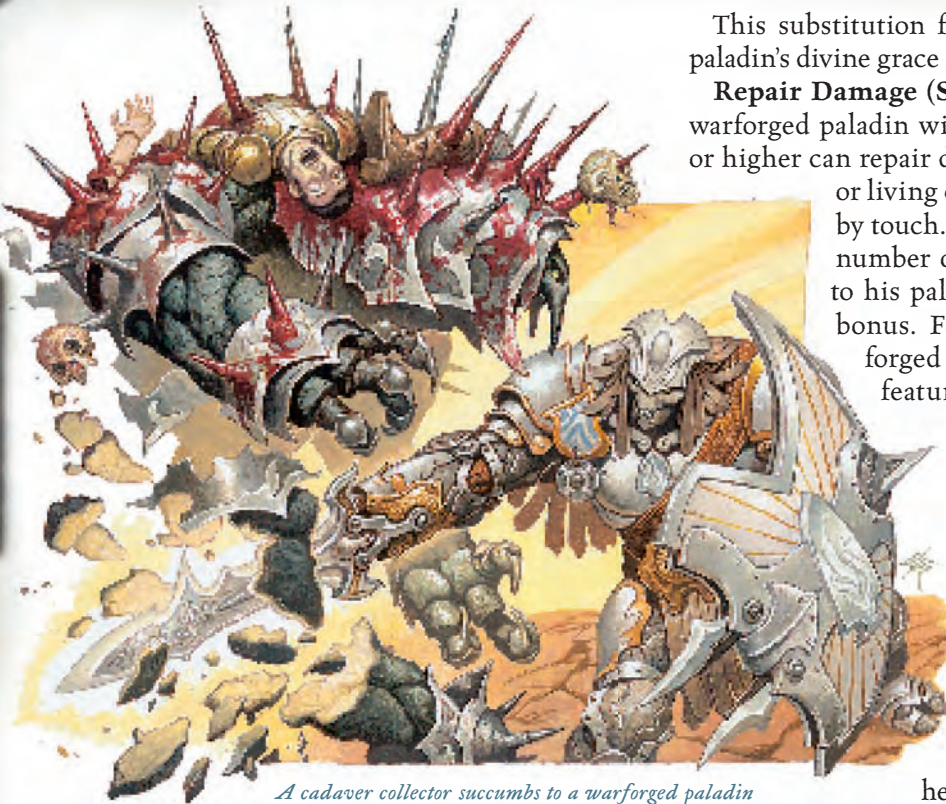 This substitution f
paladin's divine grace
Repair Damage (S
warforged paladin wi
or higher can repair d
or living
by touch.
number
to his pal
bonus. F
forged
featur
he
A cadaver collector succumbs to a warforged paladin